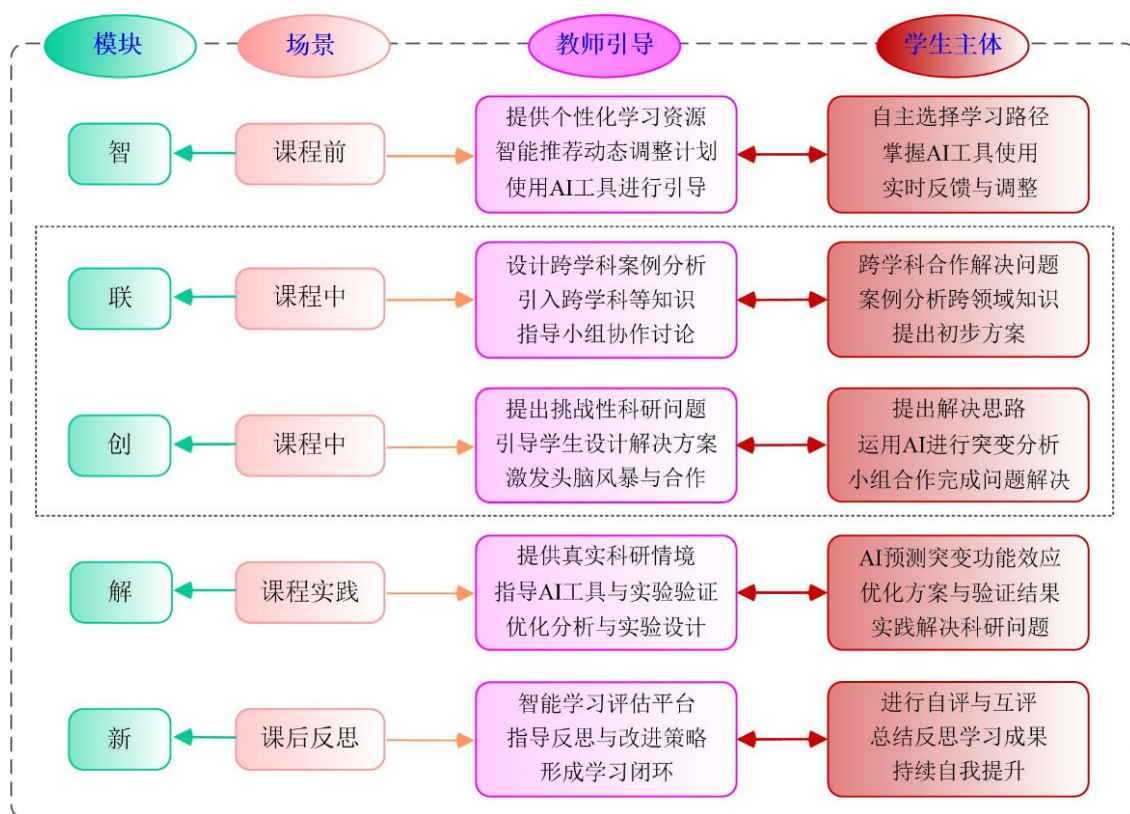 模块
场景
教师引导
学生主体
智
课程前
提供个性化学习资源
智能推荐动态调整计划
使用AI工具进行引导
自主选择学习路径
掌握AI工具使用
实时反馈与调整
联
课程中
设计跨学科案例分析
引入跨学科等知识
指导小组协作讨论
跨学科合作解决问题
案例分析跨领域知识
提出初步方案
创
课程中
提出挑战性科研问题
引导学生设计解决方案
激发头脑风暴与合作
提出解决思路
运用AI进行突变分析
小组合作完成问题解决
解
课程实践
提供真实科研情境
指导AI工具与实验验证
优化分析与实验设计
AI预测突变功能效应
优化方案与验证结果
实践解决科研问题
新
课后反思
智能学习评估平台
指导反思与改进策略
形成学习闭环
进行自评与互评
总结反思学习成果
持续自我提升